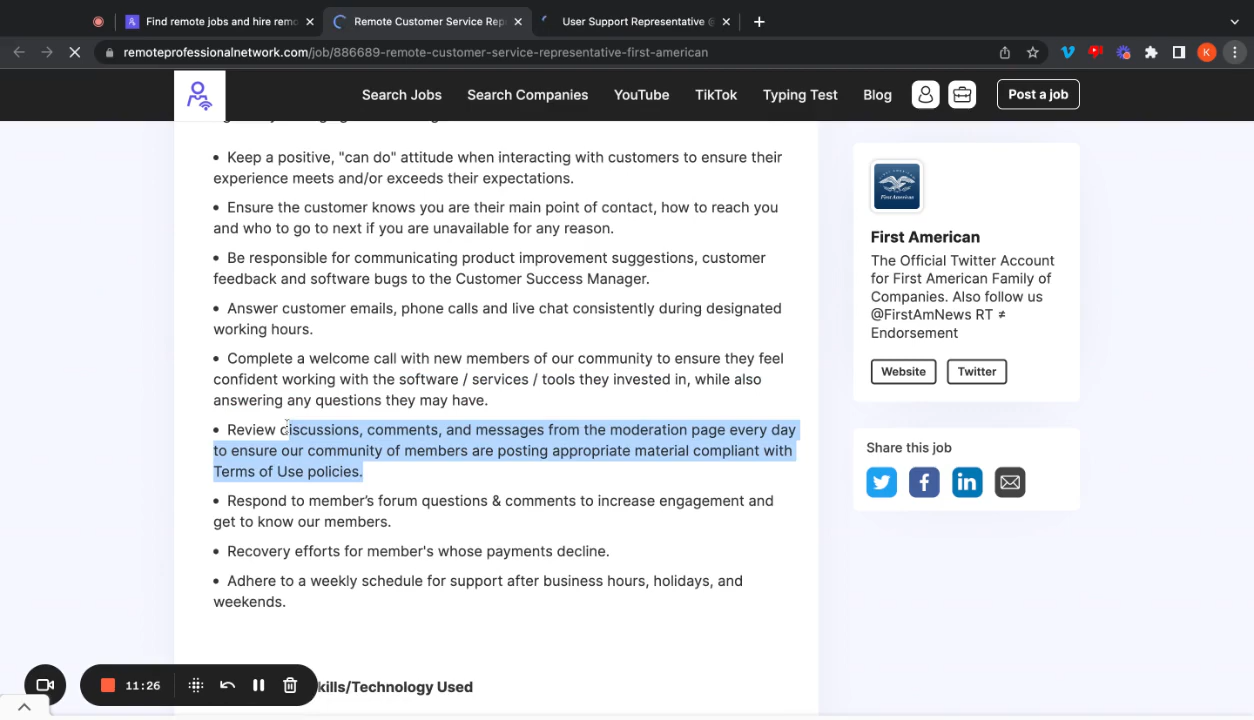 Find remote jobs and hire remo
Remote Customer Service Rep
User Support Representative @
remoteprofessionalnetwork.com/job/886689-remote-customer-service-representative-first-american
K
Search Jobs
Search Companies
YouTube
TikTok
Typing Test
Blog
Post a job
• Keep a positive, "can do" attitude when interacting with customers to ensure their
experience meets and/or exceeds their expectations.
• Ensure the customer knows you are their main point of contact, how to reach you
and who to go to next if you are unavailable for any reason.
• Be responsible for communicating product improvement suggestions, customer
feedback and software bugs to the Customer Success Manager.
• Answer customer emails, phone calls and live chat consistently during designated
working hours.
• Complete a welcome call with new members of our community to ensure they feel
confident working with the software / services / tools they invested in, while also
answering any questions they may have.
• Review discussions, comments, and messages from the moderation page every day
to ensure our community of members are posting appropriate material compliant with
Terms of Use policies.
• Respond to member’s forum questions & comments to increase engagement and
get to know our members.
• Recovery efforts for member's whose payments decline.
• Adhere to a weekly schedule for support after business hours, holidays, and
weekends.
kills/Technology Used
First American
First American
The Official Twitter Account
for First American Family of
Companies. Also follow us
@FirstAmNews RT ≠
Endorsement
Website
Twitter
Share this job
11:26